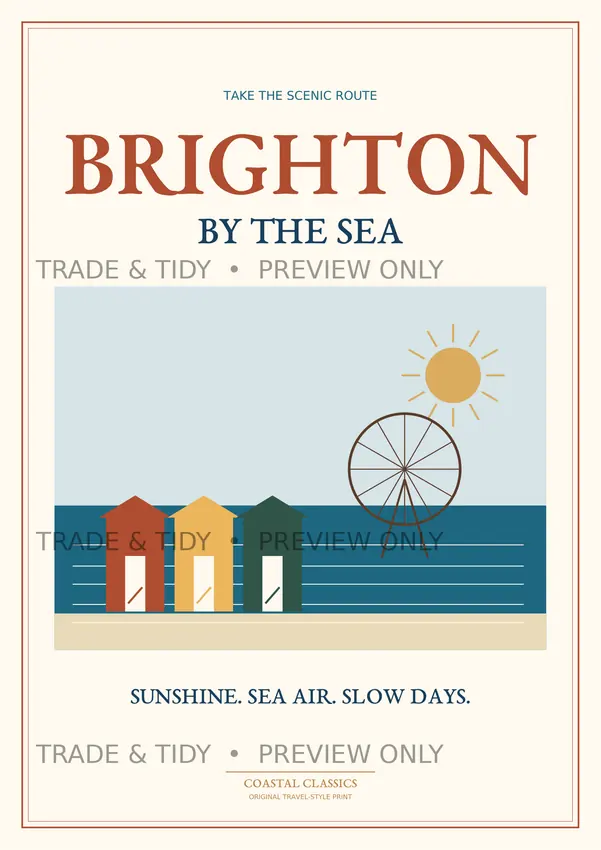 TAKE THE SCENIC ROUTE
BRIGHTON
BY THE SEA
TRADE & TIDY • PREVIEW ONLY
TRADE & TIDY • PREVIEW ONLY
SUNSHINE. SEA AIR. SLOW DAYS.
TRADE & TIDY • PREVIEW ONLY
COASTAL CLASSICS
ORIGINAL TRAVEL-STYLE PRINT